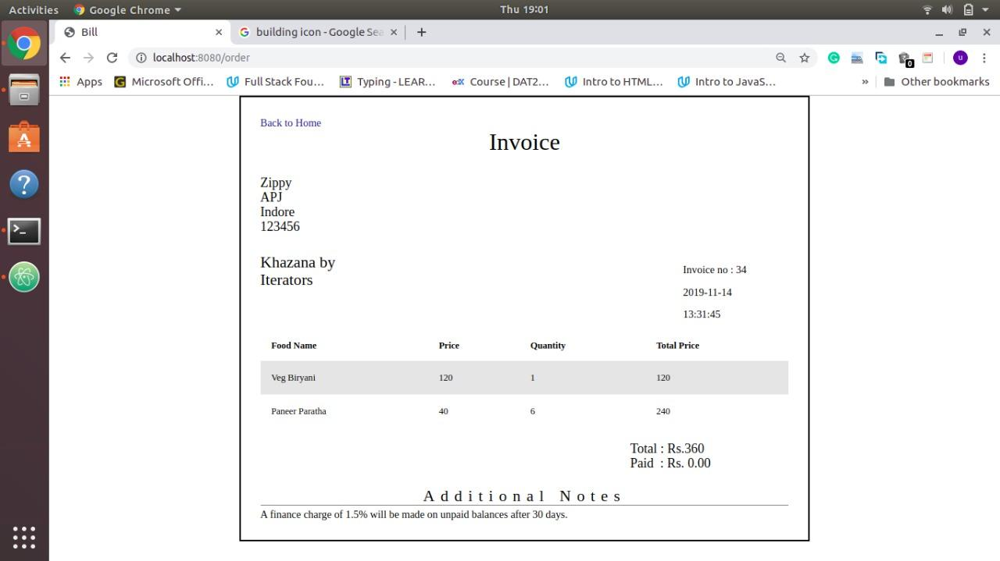 Activities Google Chrome Thu 19:01
Bill building icon - Google Sea
localhost:8080/order
Apps Microsoft Offi... Full Stack Fou... Typing - LEAR... Course | DAT2... Intro to HTML... Intro to JavaS... » Other bookmarks
Back to Home
Invoice
Zippy
APJ
Indore
123456
Khazana by
Iterators
Invoice no : 34
2019-11-14
13:31:45
Food Name Price Quantity Total Price
Veg Biryani 120 1 120
Paneer Paratha 40 6 240
Total : Rs.360
Paid : Rs. 0.00
Additional Notes
A finance charge of 1.5% will be made on unpaid balances after 30 days.